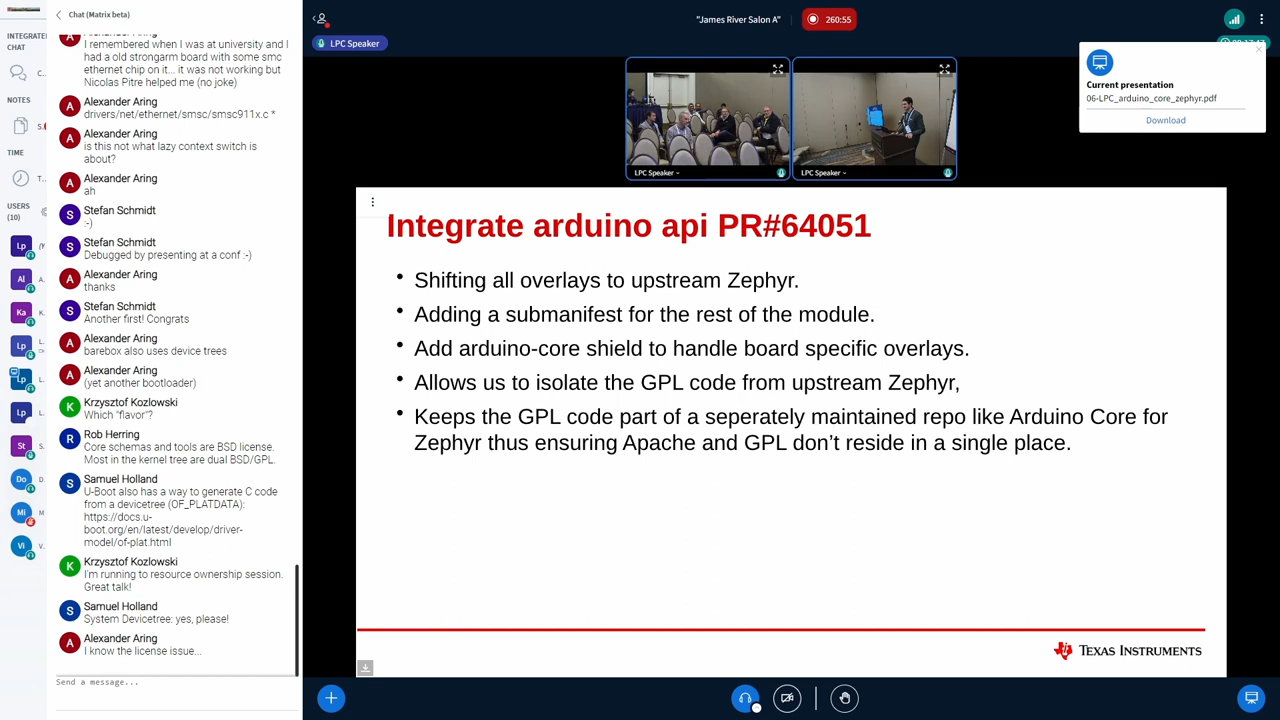 Chat (Matrix beta)
INTEGRATED
CHAT
C..
NOTES
S.
TIME
T..
USERS
(10)
Alexander Aring
I remembered when I was at university and I
had a old strongarm board with some smc
ethernet chip on it... it was not working but
Nicolas Pitre helped me (no joke)
Alexander Aring
drivers/net/ethernet/smsc/smsc911x.c *
Alexander Aring
is this not what lazy context switch is
about?
Alexander Aring
ah
Stefan Schmidt
:-)
Stefan Schmidt
Debugged by presenting at a conf :-)
Alexander Aring
thanks
Stefan Schmidt
Another first! Congrats
Alexander Aring
barebox also uses device trees
Alexander Aring
(yet another bootloader)
Krzysztof Kozlowski
Which "flavor"?
Rob Herring
Core schemas and tools are BSD license.
Most in the kernel tree are dual BSD/GPL.
Samuel Holland
U-Boot also has a way to generate C code
from a devicetree (OF_PLATDATA):
https://docs.u-
boot.org/en/latest/develop/driver-
model/of-plat.html
Krzysztof Kozlowski
I'm running to resource ownership session.
Great talk!
Samuel Holland
System Devicetree: yes, please!
Alexander Aring
I know the license issue...
Send a message...
"James River Salon A"
260:55
LPC Speaker
LPC Speaker
LPC Speaker
Current presentation
06-LPC_arduino_core_zephyr.pdf
Download
Integrate arduino api PR#64051
• Shifting all overlays to upstream Zephyr.
• Adding a submanifest for the rest of the module.
• Add arduino-core shield to handle board specific overlays.
• Allows us to isolate the GPL code from upstream Zephyr,
• Keeps the GPL code part of a seperately maintained repo like Arduino Core for
Zephyr thus ensuring Apache and GPL don't reside in a single place.
TEXAS INSTRUMENTS